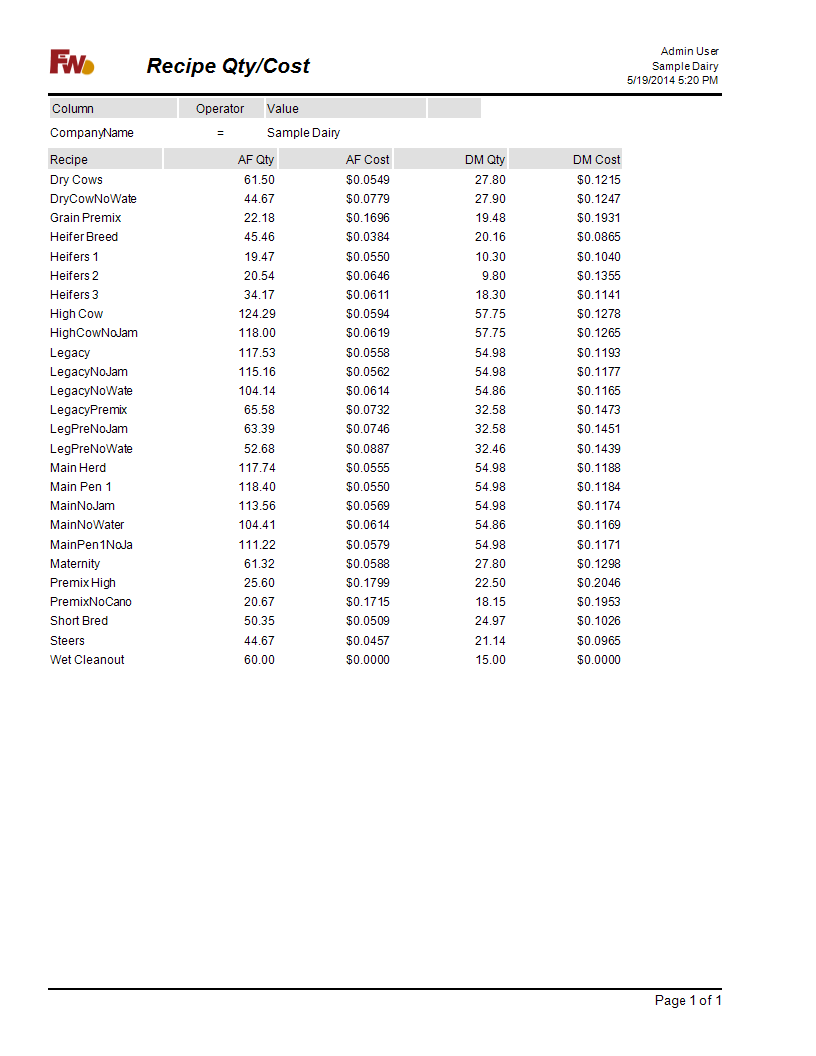 FW
Recipe Qty/Cost
Admin User
Sample Dairy
5/19/2014 5:20 PM
Column Operator Value
CompanyName = Sample Dairy
Recipe AF Qty AF Cost DM Qty DM Cost
Dry Cows 61.50 $0.0549 27.80 $0.1215
DryCowNoWate 44.67 $0.0779 27.90 $0.1247
Grain Premix 22.18 $0.1696 19.48 $0.1931
Heifer Breed 45.46 $0.0384 20.16 $0.0865
Heifers 1 19.47 $0.0550 10.30 $0.1040
Heifers 2 20.54 $0.0646 9.80 $0.1355
Heifers 3 34.17 $0.0611 18.30 $0.1141
High Cow 124.29 $0.0594 57.75 $0.1278
HighCowNoJam 118.00 $0.0619 57.75 $0.1265
Legacy 117.53 $0.0558 54.98 $0.1193
LegacyNoJam 115.16 $0.0562 54.98 $0.1177
LegacyNoWate 104.14 $0.0614 54.86 $0.1165
LegacyPremix 65.58 $0.0732 32.58 $0.1473
LegPreNoJam 63.39 $0.0746 32.58 $0.1451
LegPreNoWate 52.68 $0.0887 32.46 $0.1439
Main Herd 117.74 $0.0555 54.98 $0.1188
Main Pen 1 118.40 $0.0550 54.98 $0.1184
MainNoJam 113.56 $0.0569 54.98 $0.1174
MainNoWater 104.41 $0.0614 54.86 $0.1169
MainPen1NoJa 111.22 $0.0579 54.98 $0.1171
Maternity 61.32 $0.0588 27.80 $0.1298
Premix High 25.60 $0.1799 22.50 $0.2046
PremixNoCano 20.67 $0.1715 18.15 $0.1953
Short Bred 50.35 $0.0509 24.97 $0.1026
Steers 44.67 $0.0457 21.14 $0.0965
Wet Cleanout 60.00 $0.0000 15.00 $0.0000
Page 1 of 1